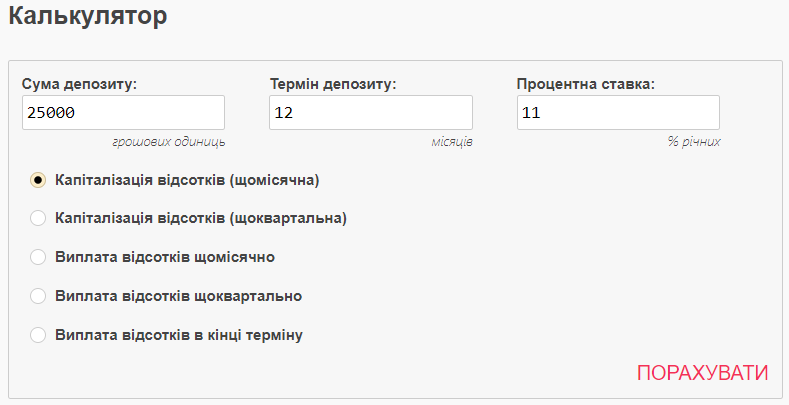 Калькулятор
Сума депозиту: Термін депозиту: Процентна ставка:
25000 12 11
грошових одиниць місяців % річних
Капіталізація відсотків (щомісячна)
Капіталізація відсотків (щоквартальна)
Виплата відсотків щомісячно
Виплата відсотків щоквартально
Виплата відсотків в кінці терміну
ПОРАХУВАТИ